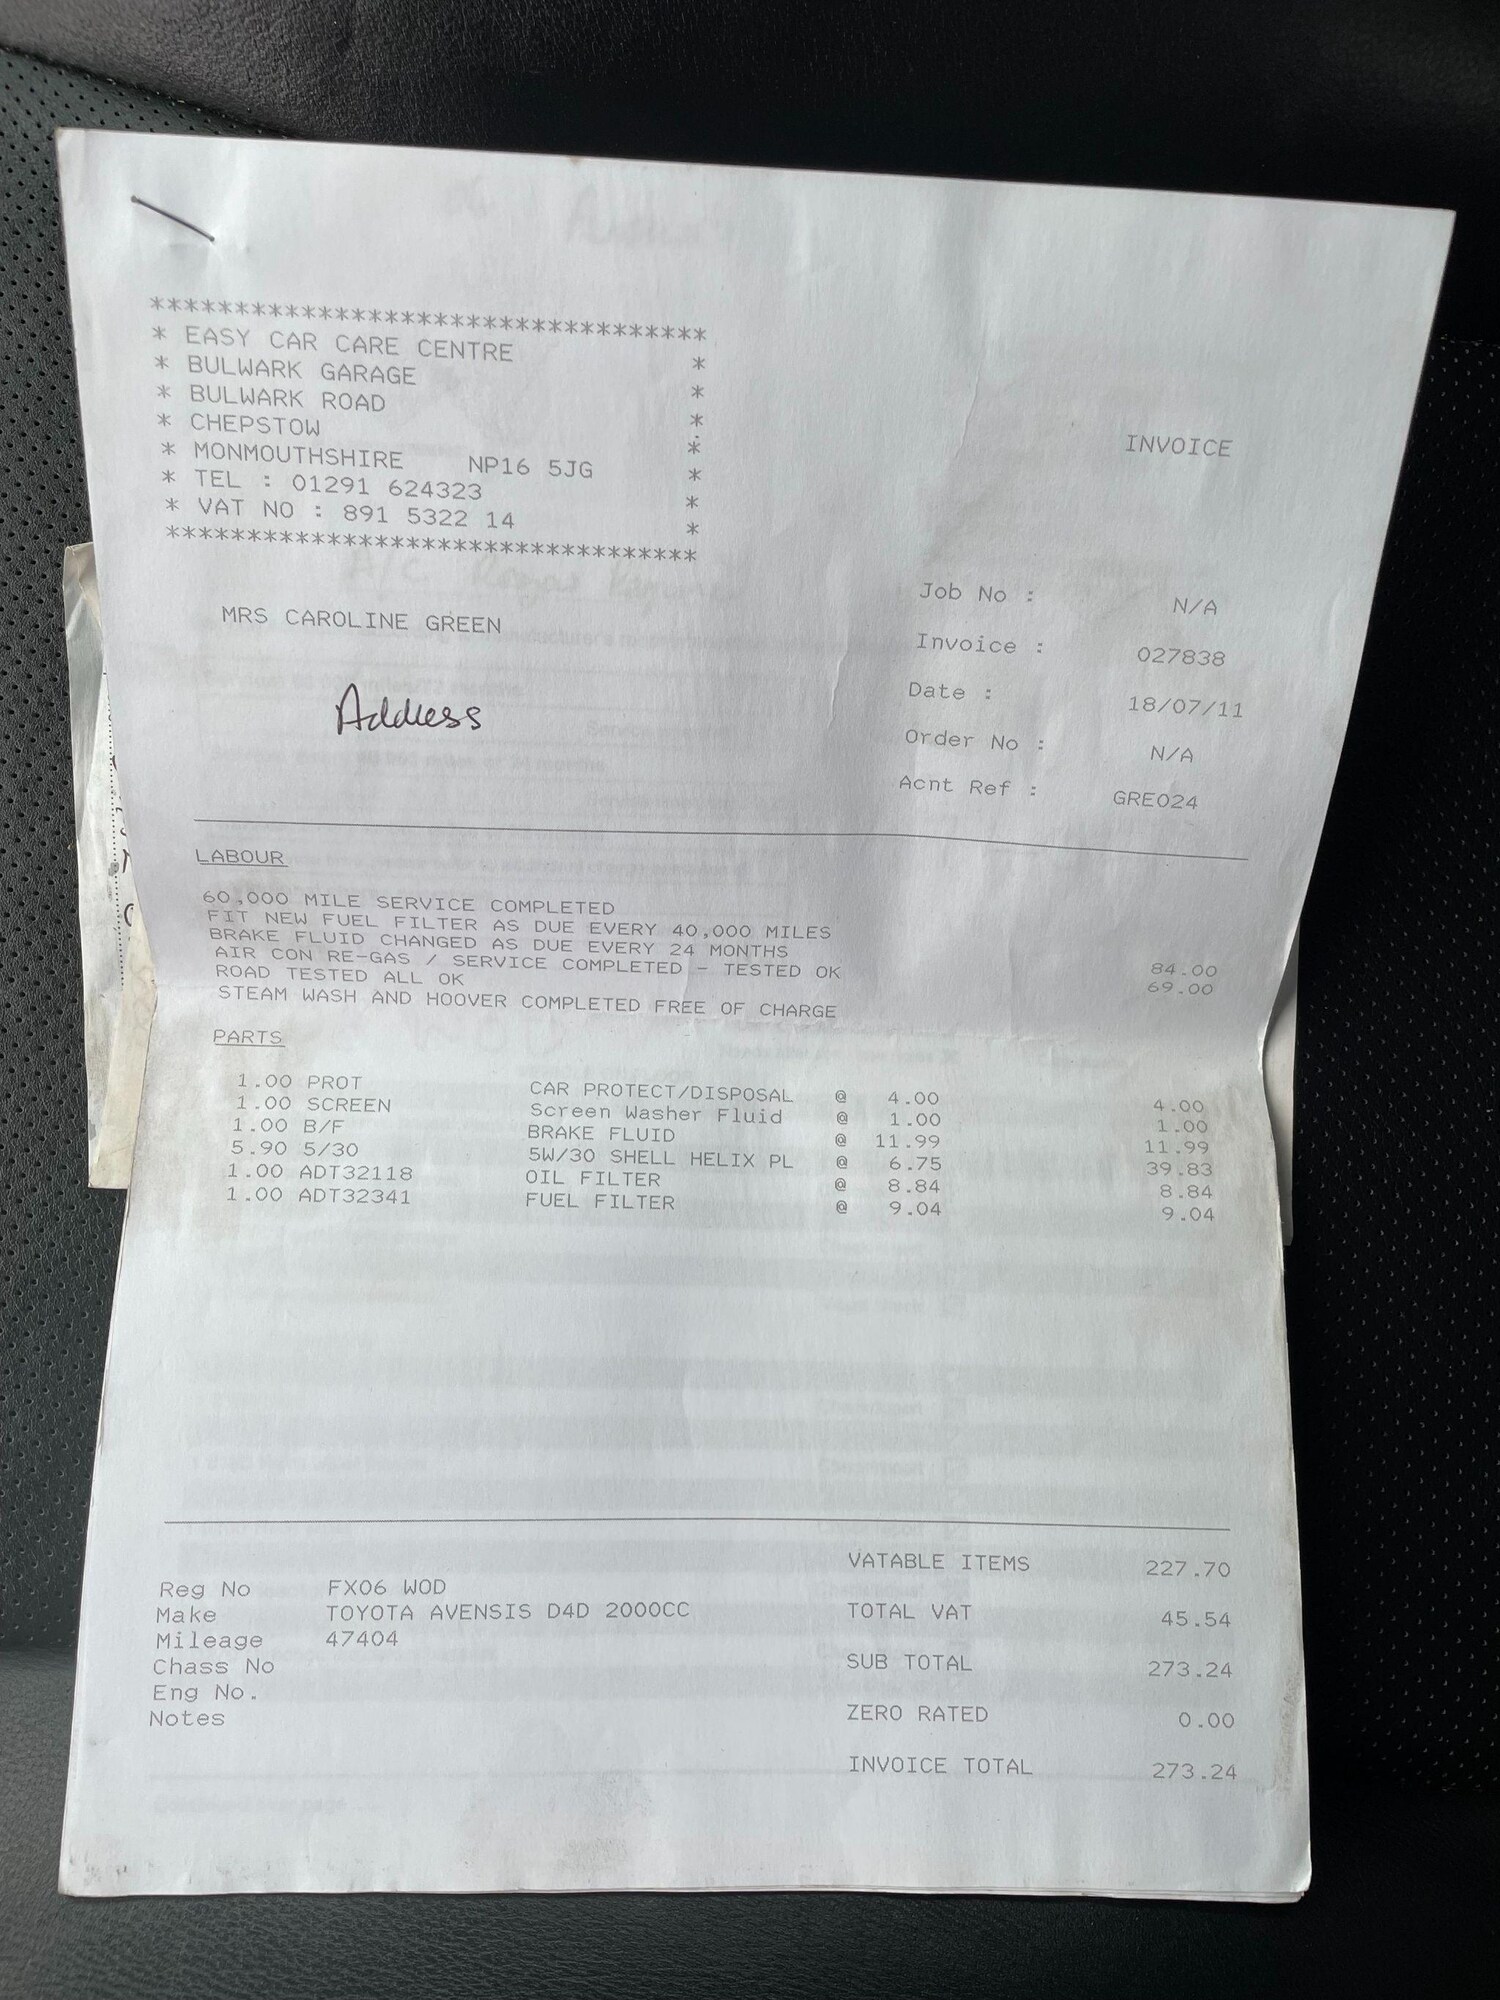 **********************************
* EASY CAR CARE CENTRE *
* BULWARK GARAGE *
* BULWARK ROAD *
* CHEPSTOW *
* MONMOUTHSHIRE NP16 5JG *
* TEL : 01291 624323 *
* VAT NO : 891 5322 14 *
**********************************
INVOICE
MRS CAROLINE GREEN
Address
Job No : N/A
Invoice : 027838
Date : 18/07/11
Order No : N/A
Acnt Ref : GRE024
LABOUR
60,000 MILE SERVICE COMPLETED
FIT NEW FUEL FILTER AS DUE EVERY 40,000 MILES
BRAKE FLUID CHANGED AS DUE EVERY 24 MONTHS 84.00
AIR CON RE-GAS / SERVICE COMPLETED - TESTED OK 69.00
ROAD TESTED ALL OK
STEAM WASH AND HOOVER COMPLETED FREE OF CHARGE
PARTS
1.00 PROT CAR PROTECT/DISPOSAL @ 4.00 4.00
1.00 SCREEN Screen Washer Fluid @ 1.00 1.00
1.00 B/F BRAKE FLUID @ 11.99 11.99
5.90 5/30 5W/30 SHELL HELIX PL @ 6.75 39.83
1.00 ADT32118 OIL FILTER @ 8.84 8.84
1.00 ADT32341 FUEL FILTER @ 9.04 9.04
Reg No FX06 WOD
Make TOYOTA AVENSIS D4D 2000CC
Mileage 47404
Chass No
Eng No.
Notes
VATABLE ITEMS 227.70
TOTAL VAT 45.54
SUB TOTAL 273.24
ZERO RATED 0.00
INVOICE TOTAL 273.24